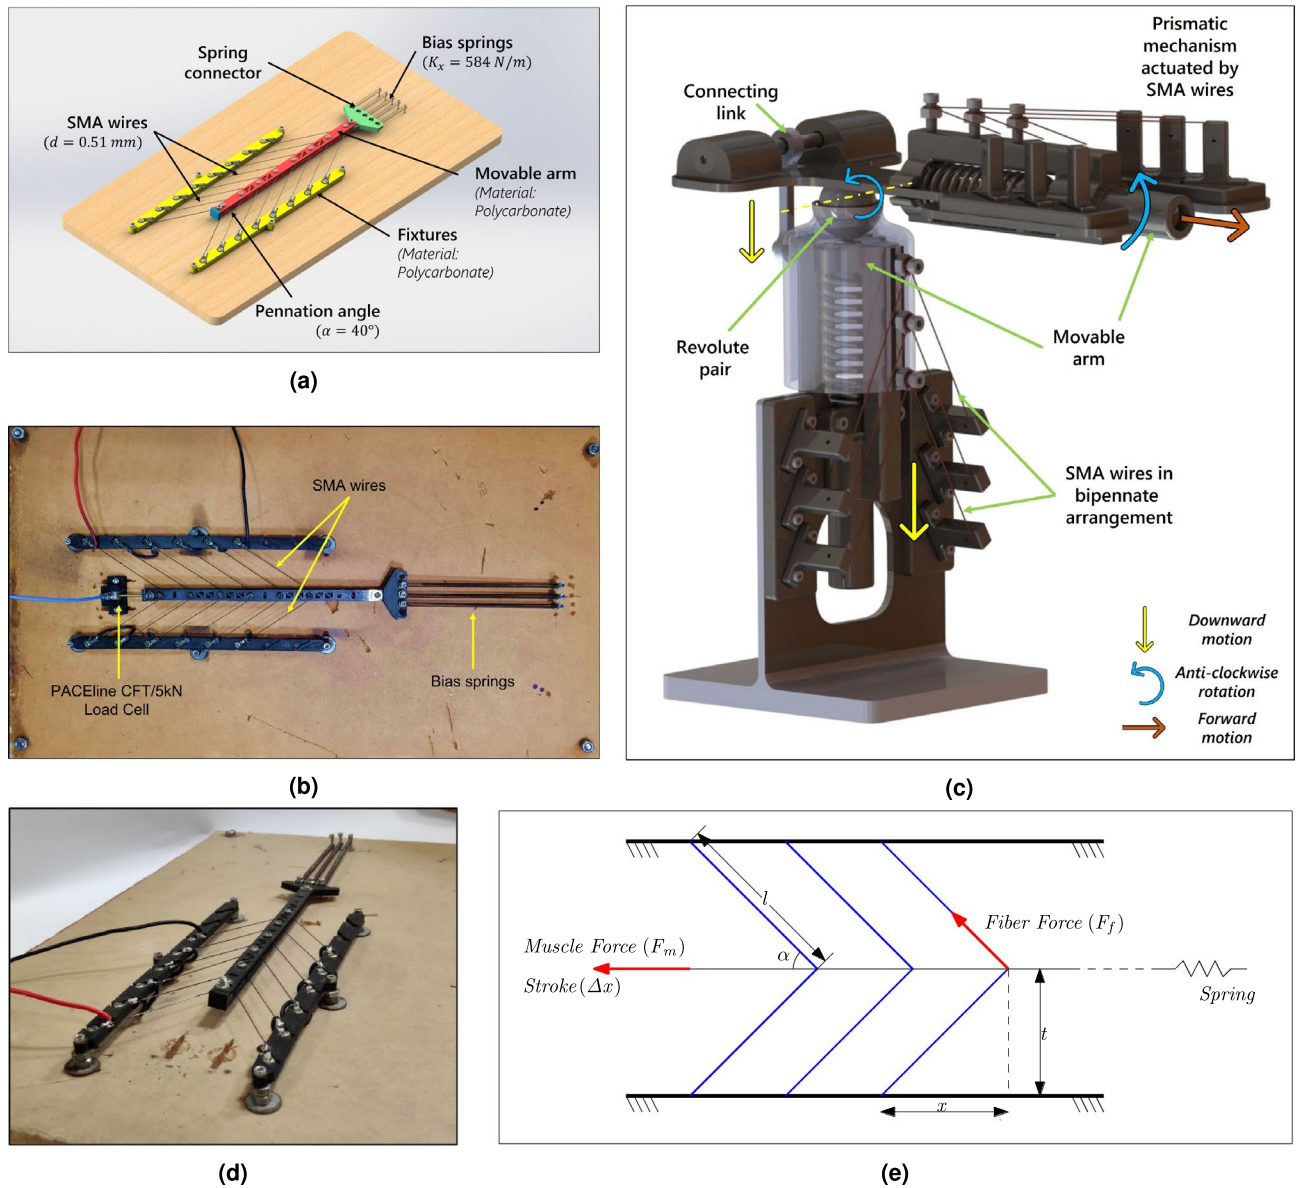 Spring
connector
Bias springs
(Kₓ = 584 N/m)
SMA wires
(d = 0.51 mm)
Movable arm
(Material:
Polycarbonate)
Fixtures
(Material:
Polycarbonate)
Pennation angle
(α = 40°)
(a)
SMA wires
PACEline CFT/5kN
Load Cell
Bias springs
(b)
Prismatic
mechanism
actuated by
SMA wires
Connecting
link
Revolute
pair
Movable
arm
SMA wires in
bipennate
arrangement
Downward
motion
Anti-clockwise
rotation
Forward
motion
(c)
(d)
l
Fiber Force (F_f)
Muscle Force (F_m)
α
Stroke(Δx)
Spring
t
x
(e)